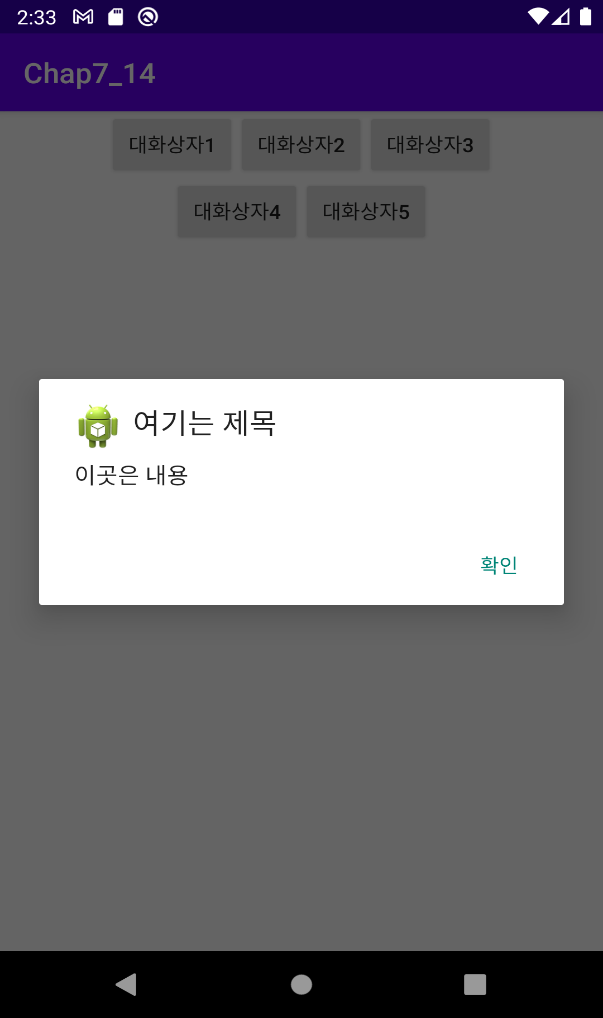 2:33
Chap7_14
대화상자1 대화상자2 대화상자3
대화상자4 대화상자5
여기는 제목
이곳은 내용
확인